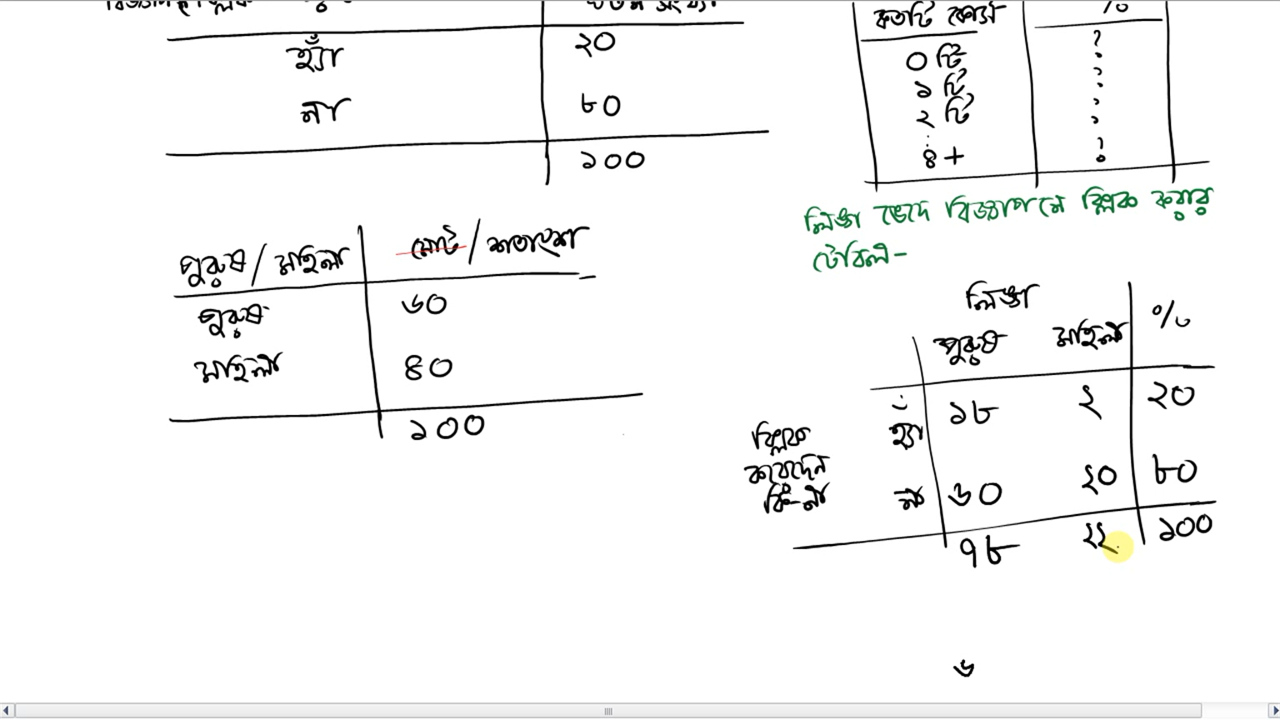 হ্যাঁ ২০
না ৮০
১০০
কতটি কোর্স %
০ টি ?
১ টি ?
২ টি ?
৪+ ?
লিঙ্গ ভেদে বিজ্ঞাপনে ক্লিক করার
টেবিল-
পুরুষ/মহিলা মোট/শতাংশ
পুরুষ ৬০
মহিলা ৪০
১০০
লিঙ্গ
পুরুষ মহিলা %
হ্যাঁ ১৮ ২ ২০
ক্লিক
করেছেন
কি-না না ৬০ ২০ ৮০
৭৮ ২২ ১০০
৬